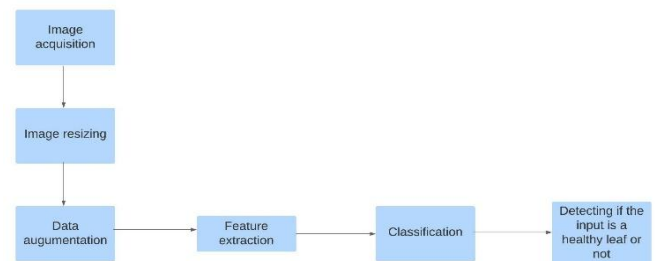 Image
acquisition
Image resizing
Data
augumentation
Feature
extraction
Classification
Detecting if the
input is a
healthy leaf or
not